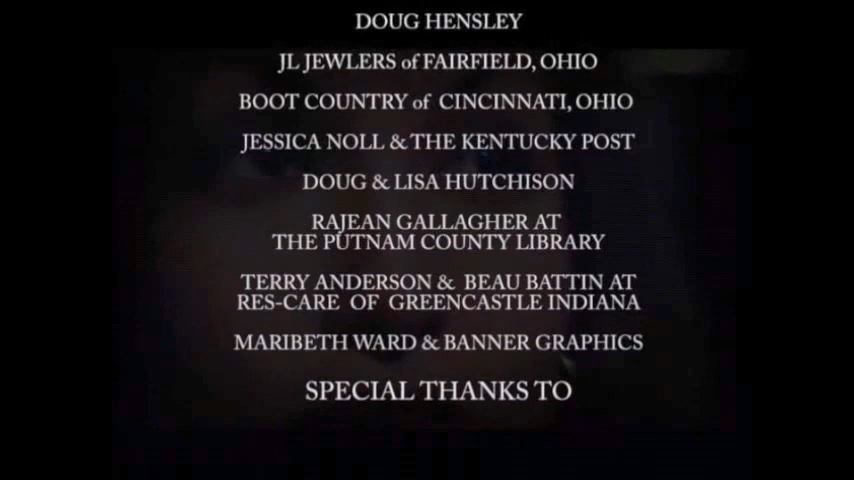 DOUG HENSLEY
JL JEWLERS of FAIRFIELD, OHIO
BOOT COUNTRY of CINCINNATI, OHIO
JESSICA NOLL & THE KENTUCKY POST
DOUG & LISA HUTCHISON
RAJEAN GALLAGHER AT
THE PUTNAM COUNTY LIBRARY
TERRY ANDERSON & BEAU BATTIN AT
RES-CARE OF GREENCASTLE INDIANA
MARIBETH WARD & BANNER GRAPHICS
SPECIAL THANKS TO